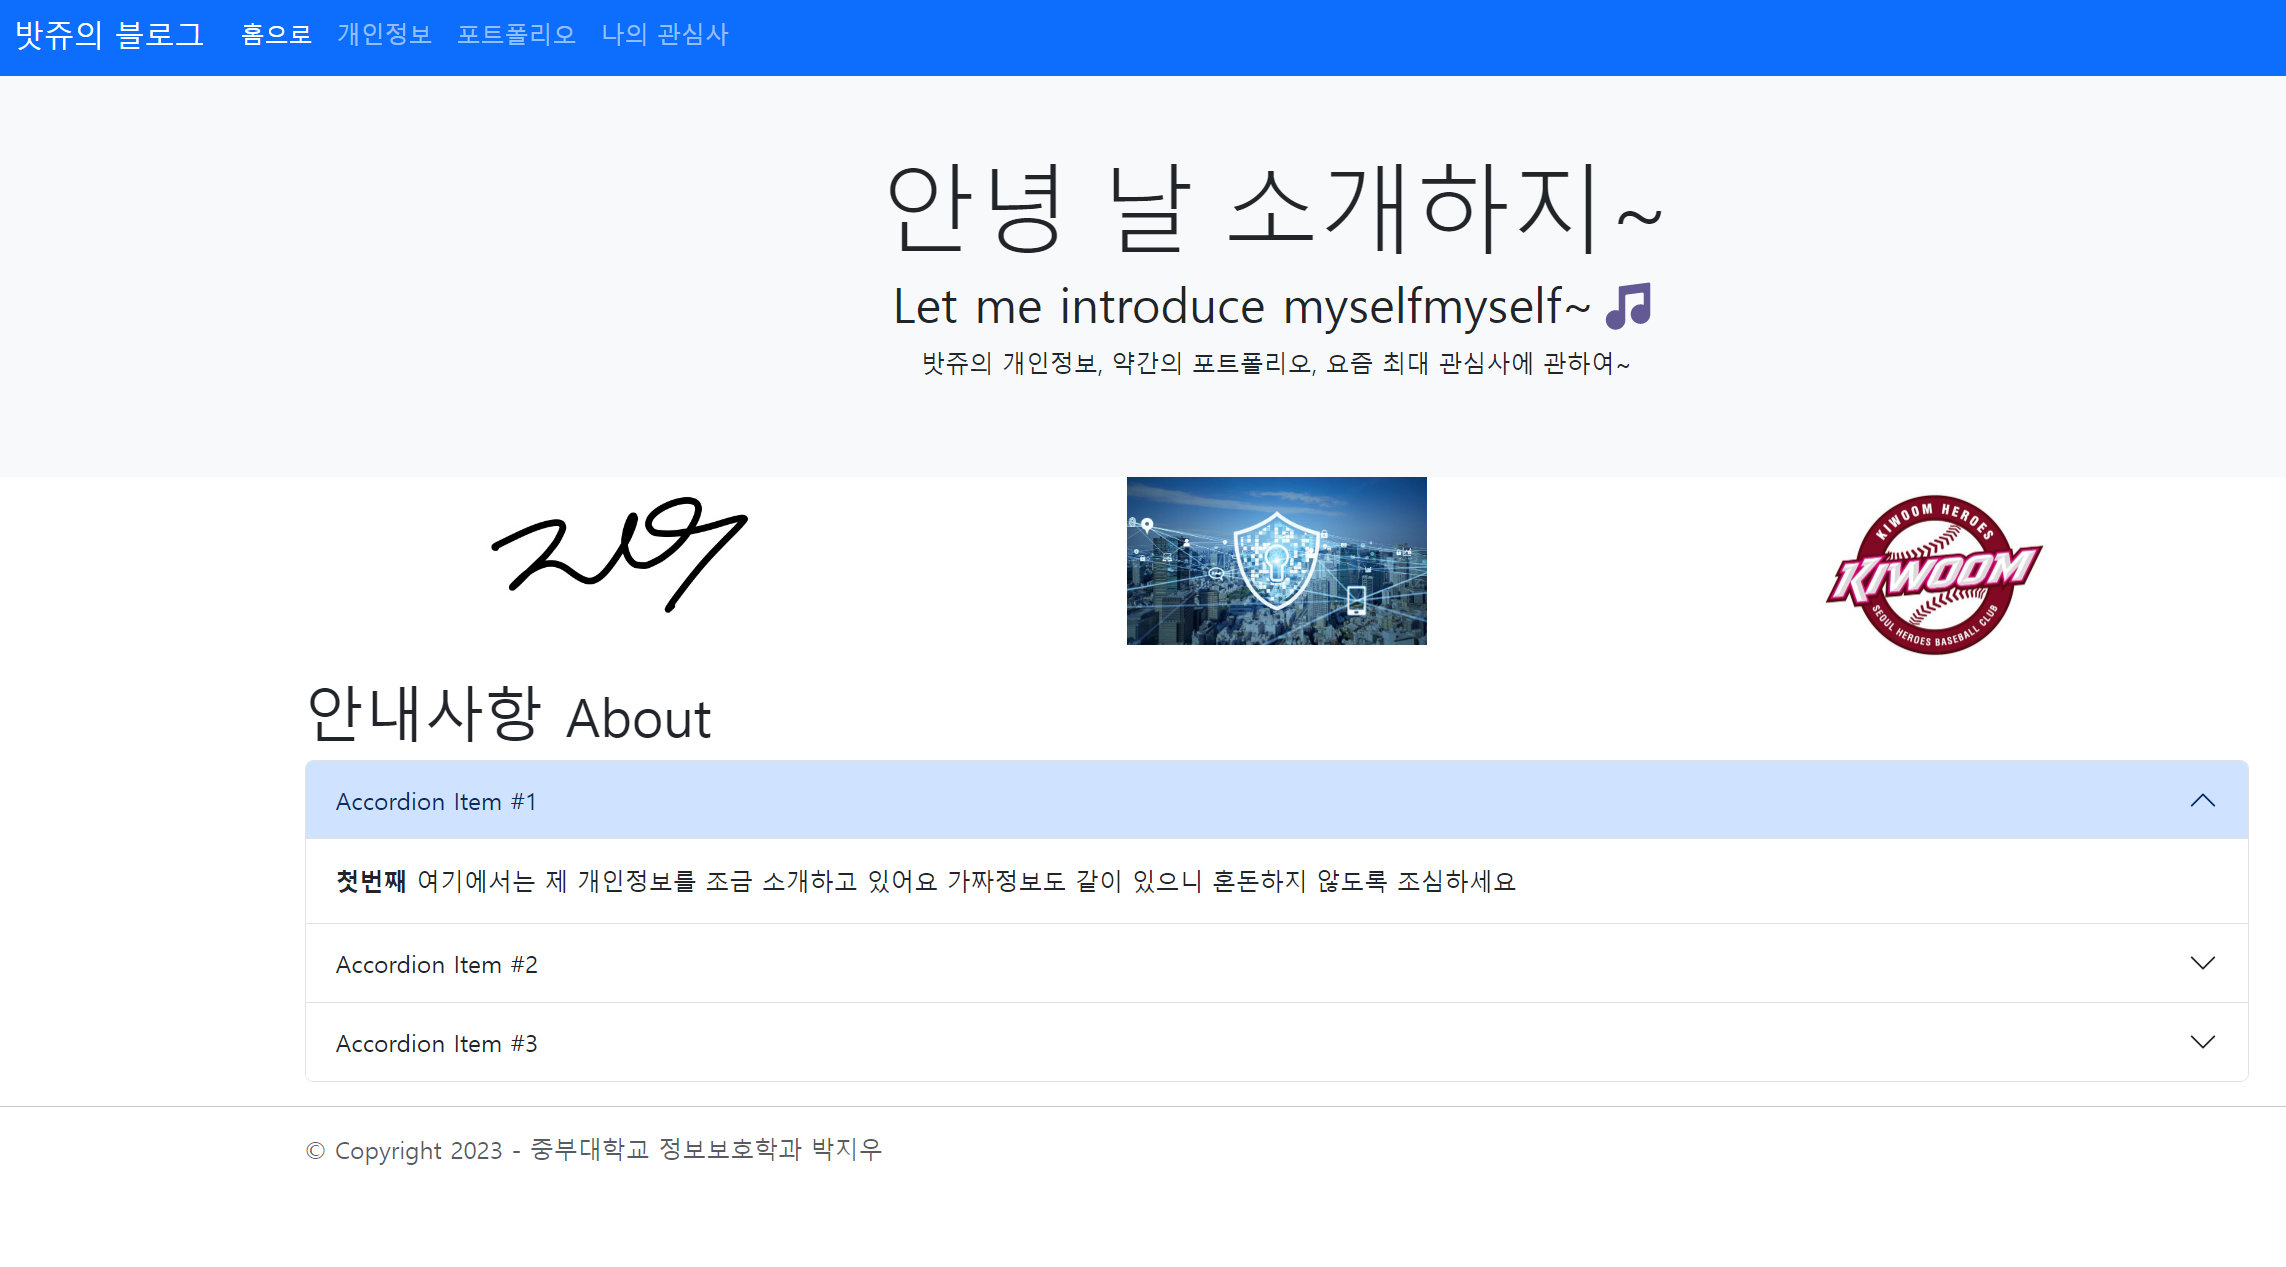 밧쥬의 블로그 홈으로 개인정보 포트폴리오 나의 관심사
안녕 날 소개하지~
Let me introduce myselfmyself~🎵
밧쥬의 개인정보, 약간의 포트폴리오, 요즘 최대 관심사에 관하여~
KIWOOM HEROES
KIWOOM
SEOUL HEROES BASEBALL CLUB
안내사항 About
Accordion Item #1
첫번째 여기에서는 제 개인정보를 조금 소개하고 있어요 가짜정보도 같이 있으니 혼돈하지 않도록 조심하세요
Accordion Item #2
Accordion Item #3
© Copyright 2023 - 중부대학교 정보보호학과 박지우